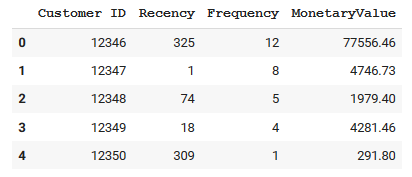 Customer ID Recency Frequency MonetaryValue
0 12346 325 12 77556.46
1 12347 1 8 4746.73
2 12348 74 5 1979.40
3 12349 18 4 4281.46
4 12350 309 1 291.80